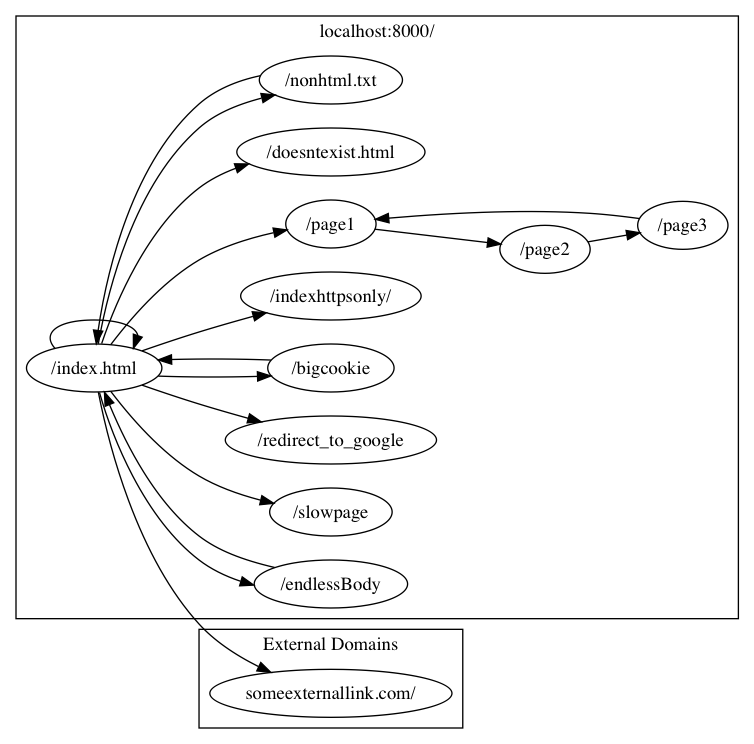 localhost:8000/
/nonhtml.txt
/doesntexist.html
/page1
/page2
/page3
/indexhttpsonly/
/index.html
/bigcookie
/redirect_to_google
/slowpage
/endlessBody
External Domains
someexternallink.com/